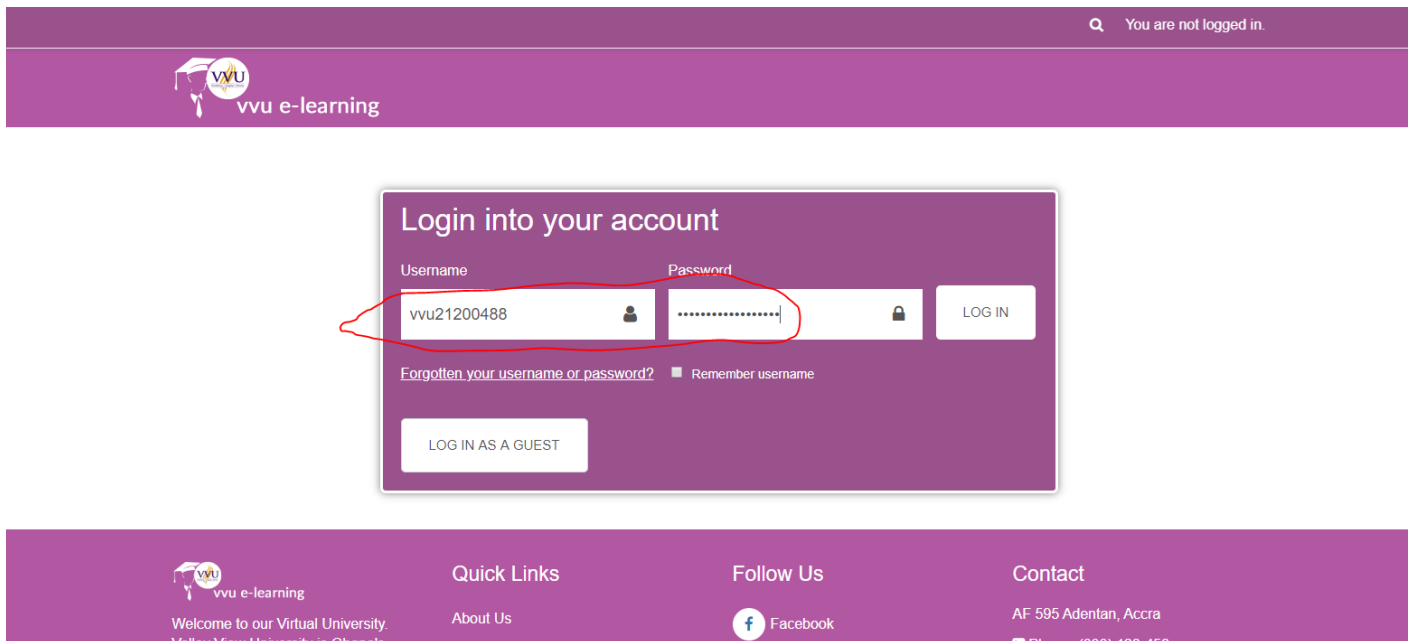 You are not logged in.
VVU
vvu e-learning
Login into your account
Username
Password
vvu21200488
••••••••••••••••••
LOG IN
Forgotten your username or password?
Remember username
LOG IN AS A GUEST
VVU
vvu e-learning
Welcome to our Virtual University.
Quick Links
About Us
Follow Us
Facebook
Contact
AF 595 Adentan, Accra